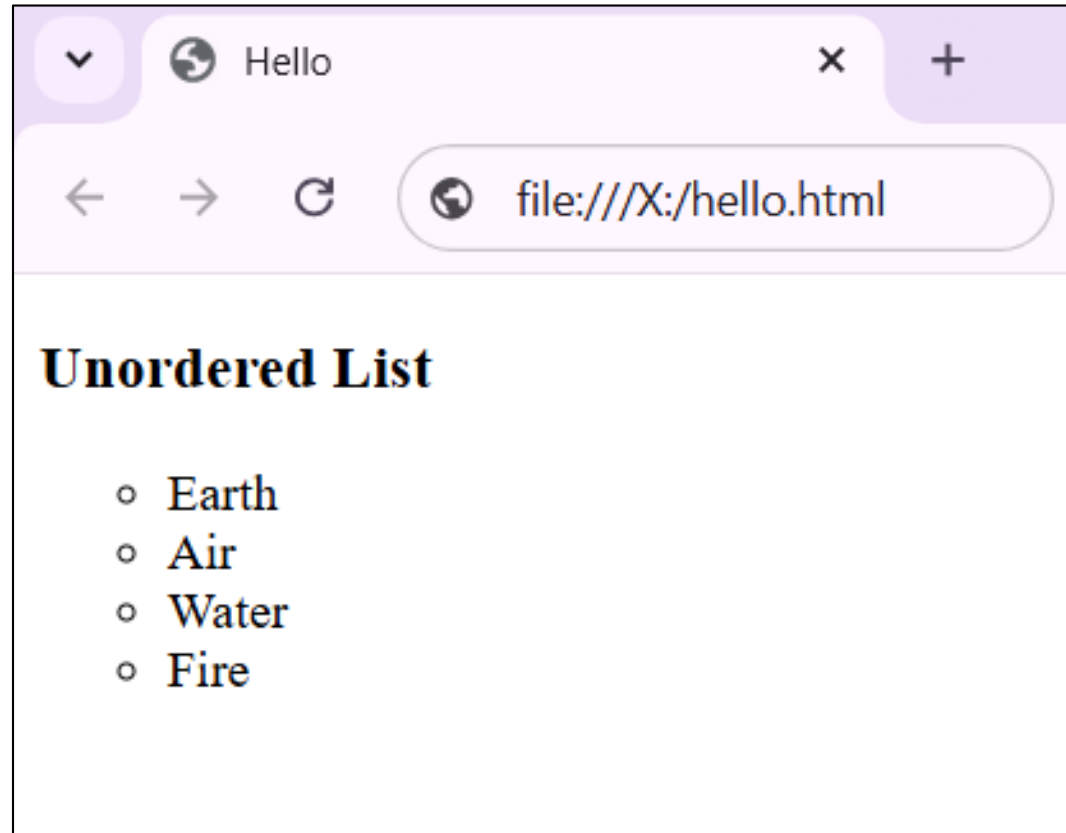 Hello
file:///X:/hello.html
Unordered List
Earth
Air
Water
Fire